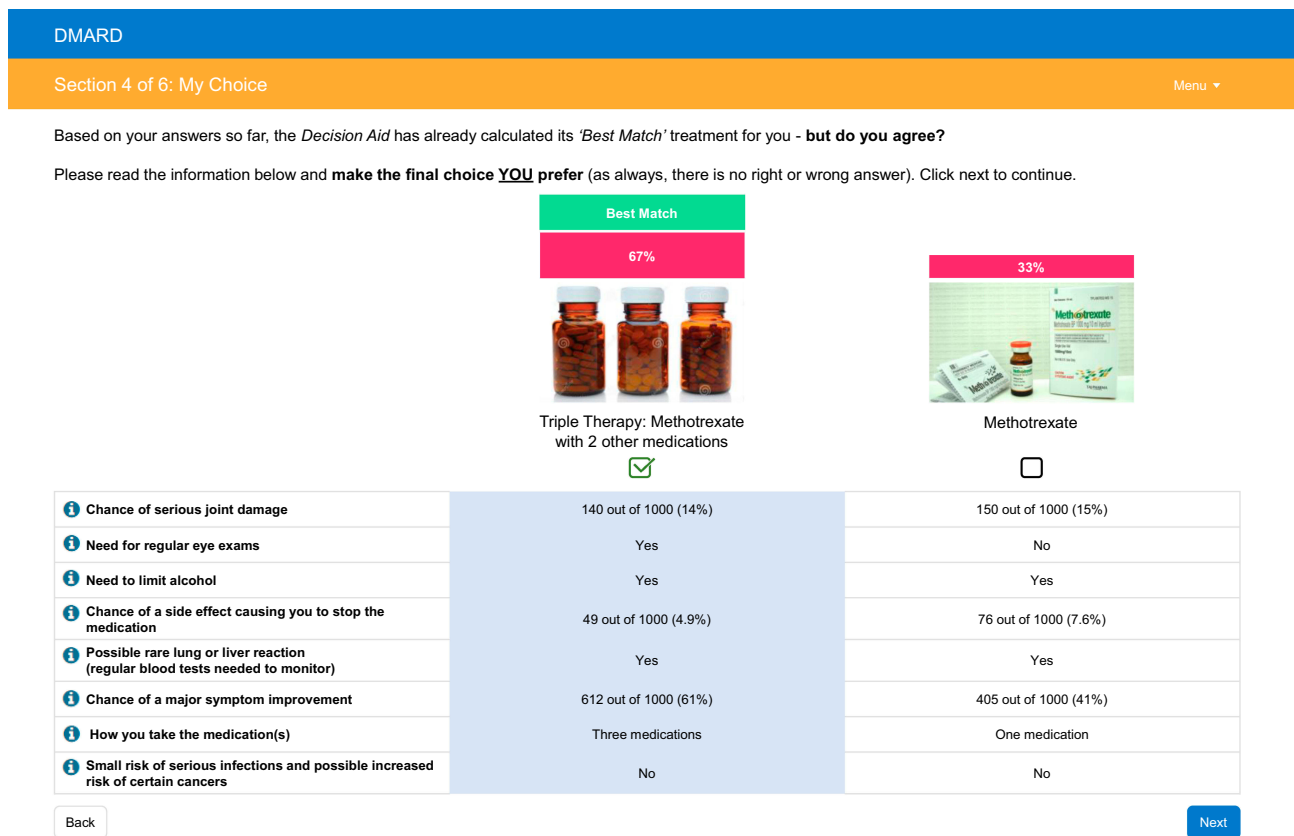 DMARD
Section 4 of 6: My Choice
Menu
Based on your answers so far, the Decision Aid has already calculated its ‘Best Match’ treatment for you - but do you agree?
Please read the information below and make the final choice YOU prefer (as always, there is no right or wrong answer). Click next to continue.
Best Match
67%
33%
Methotrexate
Triple Therapy: Methotrexate
with 2 other medications
Methotrexate
Chance of serious joint damage 140 out of 1000 (14%) 150 out of 1000 (15%)
Need for regular eye exams Yes No
Need to limit alcohol Yes Yes
Chance of a side effect causing you to stop the
medication 49 out of 1000 (4.9%) 76 out of 1000 (7.6%)
Possible rare lung or liver reaction
(regular blood tests needed to monitor) Yes Yes
Chance of a major symptom improvement 612 out of 1000 (61%) 405 out of 1000 (41%)
How you take the medication(s) Three medications One medication
Small risk of serious infections and possible increased
risk of certain cancers No No
Back
Next